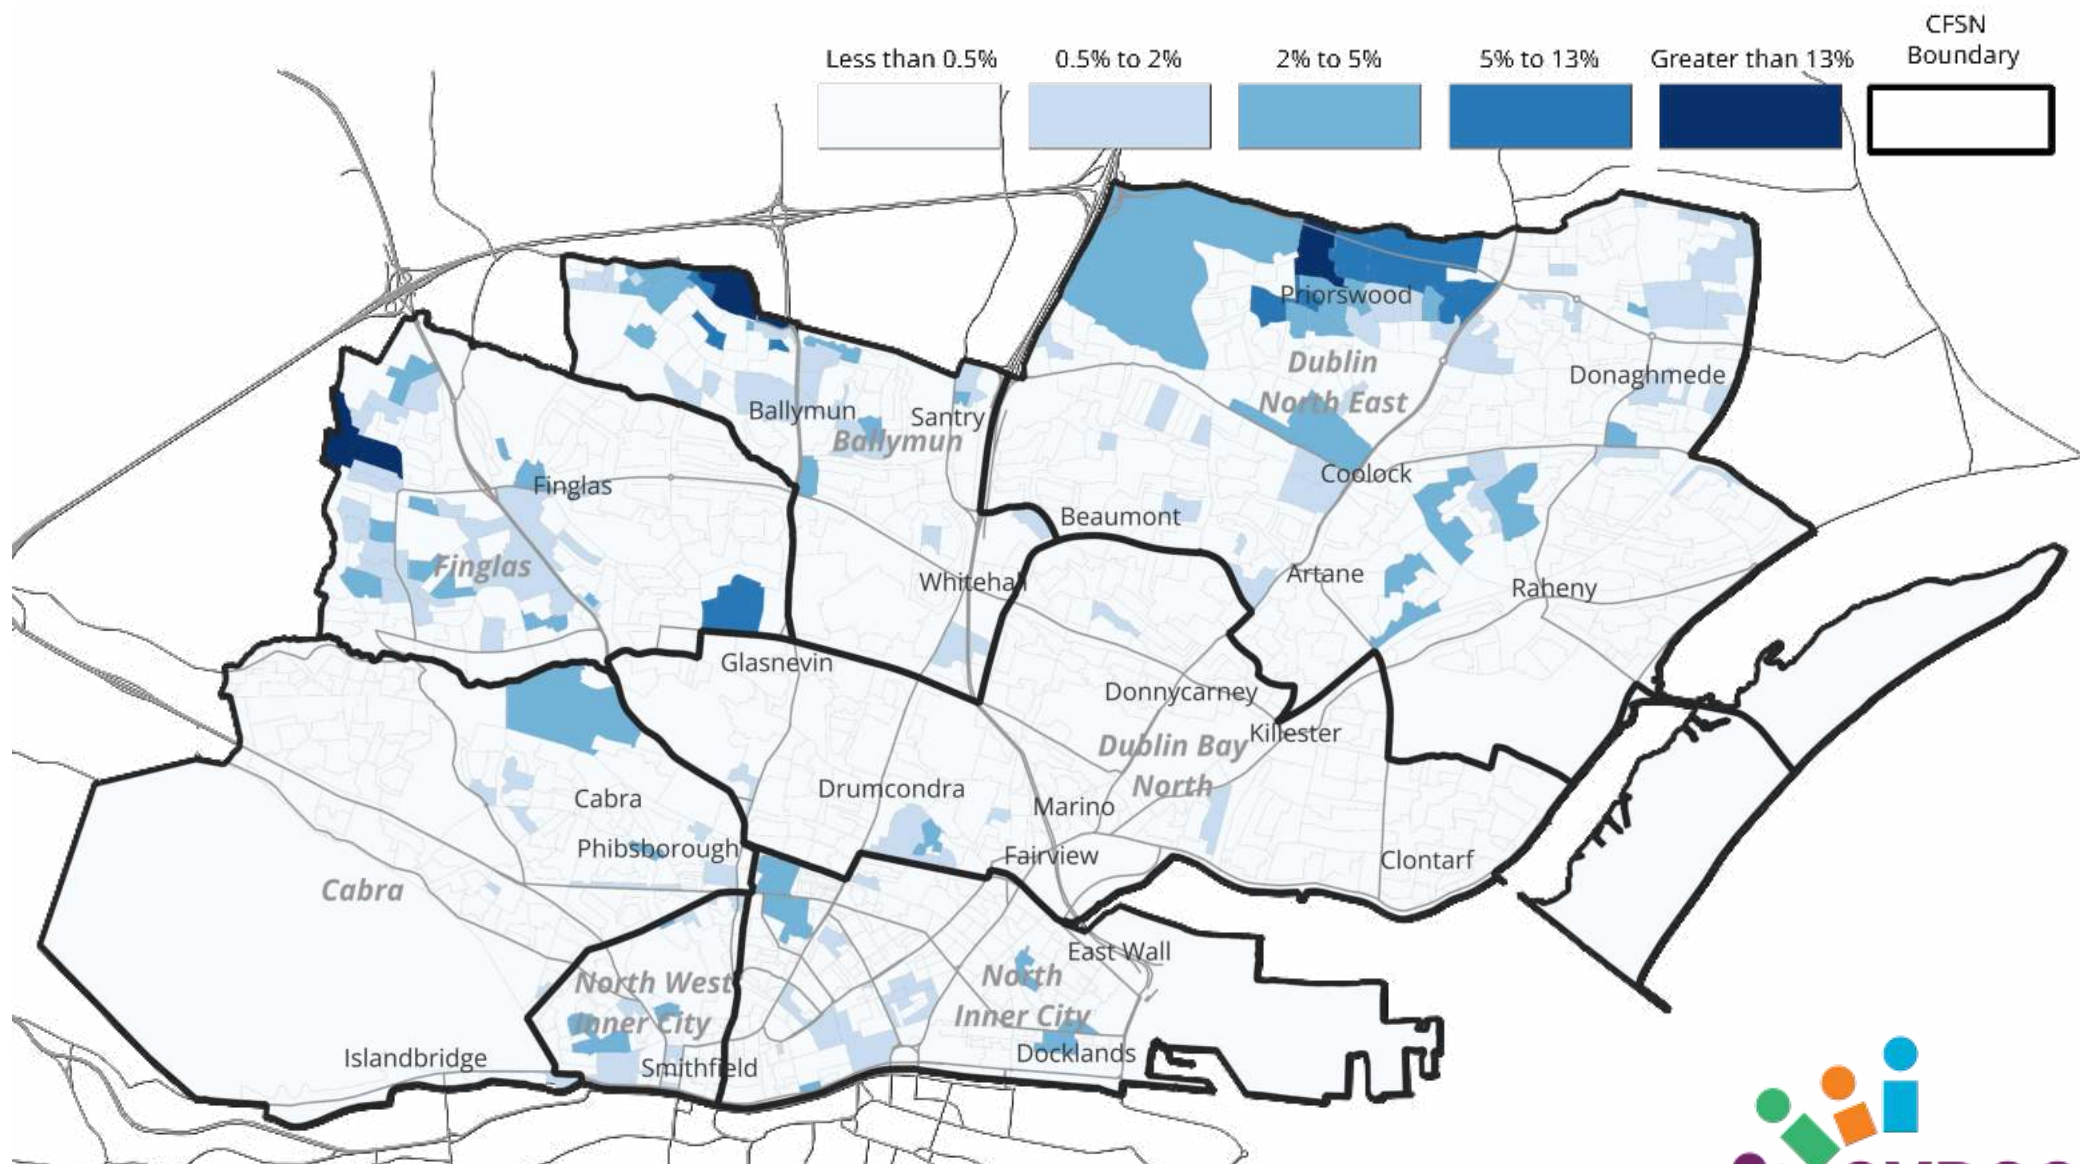 CFSN
Boundary
Less than 0.5%
0.5% to 2%
2% to 5%
5% to 13%
Greater than 13%
Priorswood
Dublin
North East
Donaghmede
Ballymun
Santry
Ballymun
Coolock
Finglas
Beaumont
Finglas
Whitehall
Artane
Raheny
Glasnevin
Donnycarney
Killester
Dublin Bay
North
Cabra
Drumcondra
Marino
Phibsborough
Fairview
Clontarf
Cabra
East Wall
North West
Inner City
North
Inner City
Islandbridge
Smithfield
Docklands